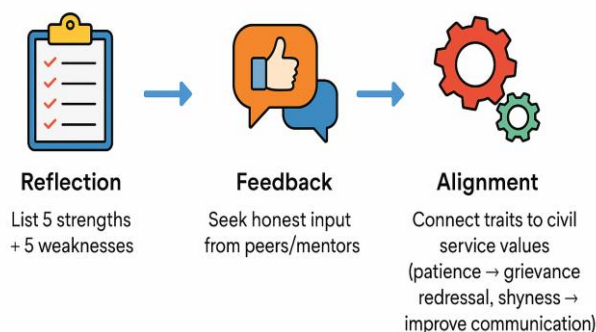 Reflection
List 5 strengths
+ 5 weaknesses
Feedback
Seek honest input
from peers/mentors
Alignment
Connect traits to civil
service values
(patience → grievance
redressal, shyness →
improve communication)